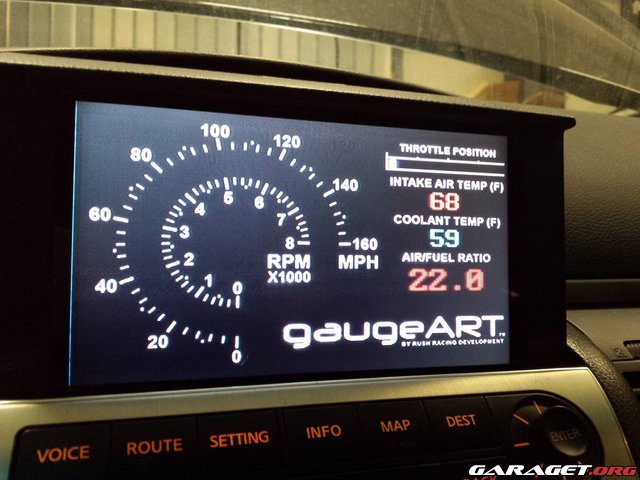 100
120
80
140
60
160
MPH
40
20
0
5
6
4
7
3
8
2
1
0
RPM
X1000
THROTTLE POSITION
INTAKE AIR TEMP (F)
68
COOLANT TEMP (F)
59
AIR/FUEL RATIO
22.0
gaugeART™
BY RUSH RACING DEVELOPMENT
VOICE
ROUTE
SETTING
INFO
MAP
DEST
ENTER
BACK
GARAGET.ORG